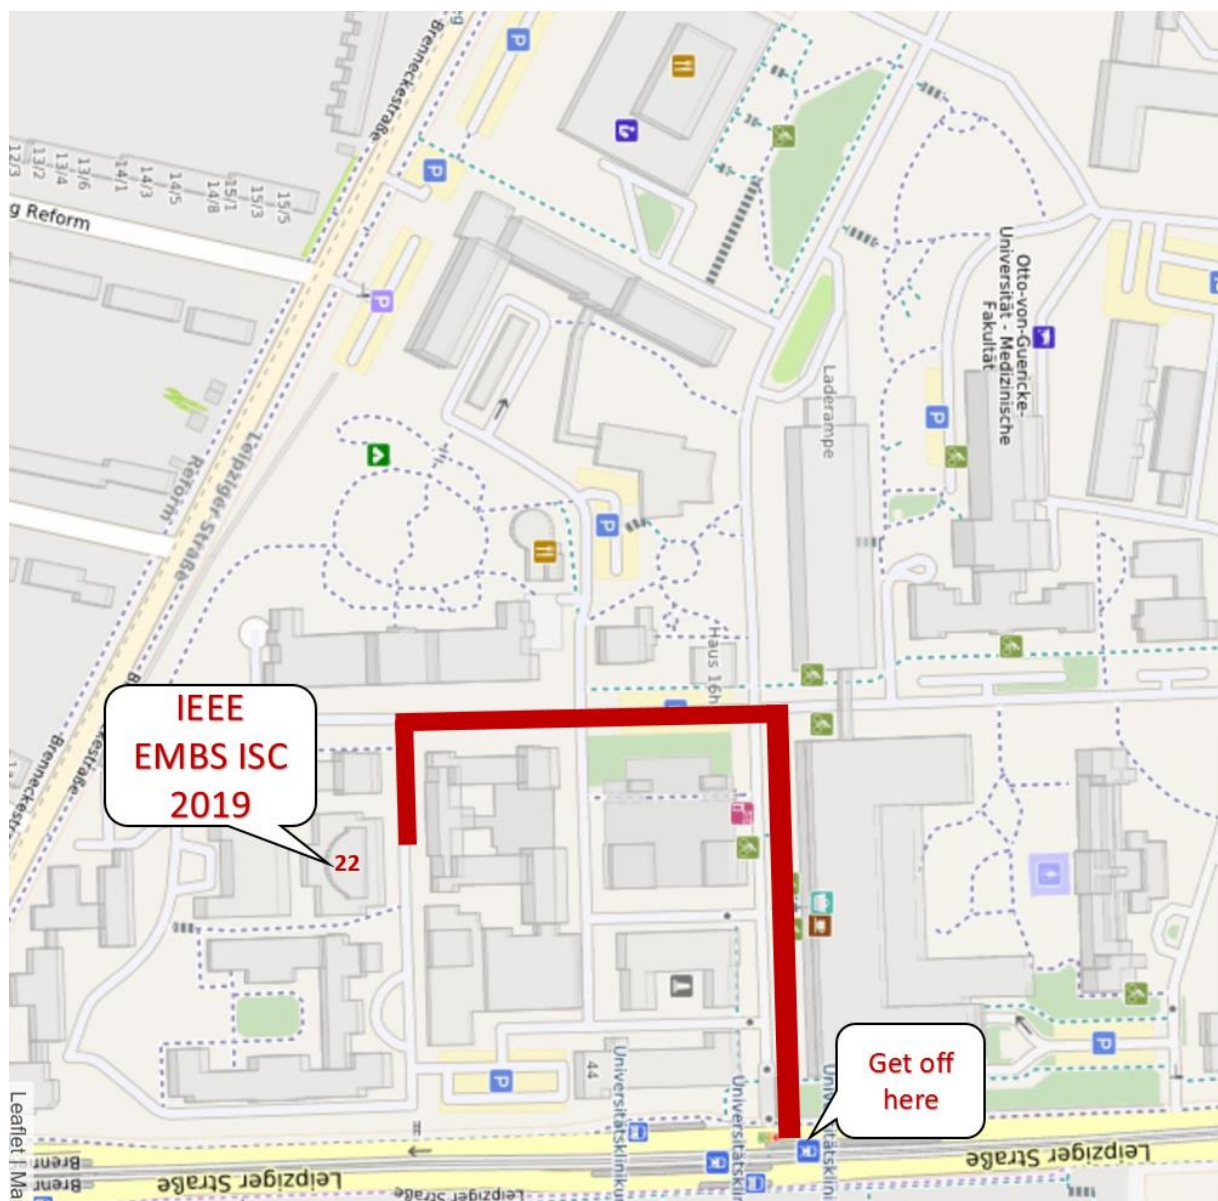 Brenneckestraße
P
P
12/3
13/2
13/4
13/6
14/1
14/3
14/5
14/8
15/1
15/3
15/5
g Reform
P
Otto-von-Guericke-
Universität - Medizinische
Fakultät
Laderampe
P
Leipziger Straße
Reform
P
Haus 16h
IEEE
EMBS ISC
2019
22
Get off
here
P
P
44
Universitätsklinikum
Leipziger Straße
Leipziger Straße
Leipziger Straße
Leaflet